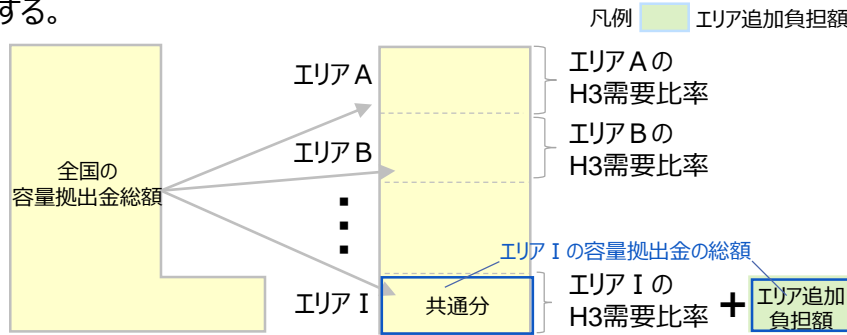 する。
凡例
エリア追加負担額
エリアA
エリアAの
H3需要比率
エリアB
エリアBの
H3需要比率
全国の
容量拠出金総額
エリアIの容量拠出金の総額
エリアI
共通分
エリアIの
H3需要比率
+
エリア追加
負担額